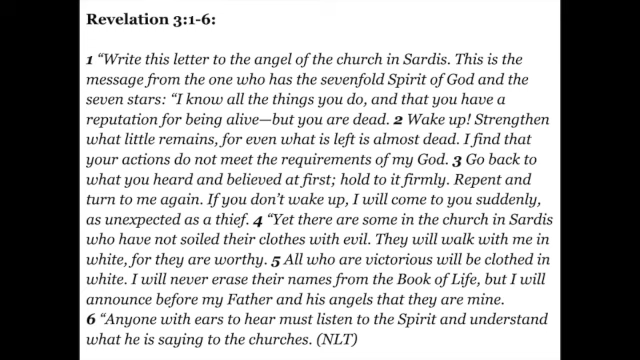 Revelation 3:1-6:
1 “Write this letter to the angel of the church in Sardis. This is the
message from the one who has the sevenfold Spirit of God and the
seven stars: “I know all the things you do, and that you have a
reputation for being alive—but you are dead. 2 Wake up! Strengthen
what little remains, for even what is left is almost dead. I find that
your actions do not meet the requirements of my God. 3 Go back to
what you heard and believed at first; hold to it firmly. Repent and
turn to me again. If you don’t wake up, I will come to you suddenly,
as unexpected as a thief. 4 “Yet there are some in the church in Sardis
who have not soiled their clothes with evil. They will walk with me in
white, for they are worthy. 5 All who are victorious will be clothed in
white. I will never erase their names from the Book of Life, but I will
announce before my Father and his angels that they are mine.
6 “Anyone with ears to hear must listen to the Spirit and understand
what he is saying to the churches. (NLT)